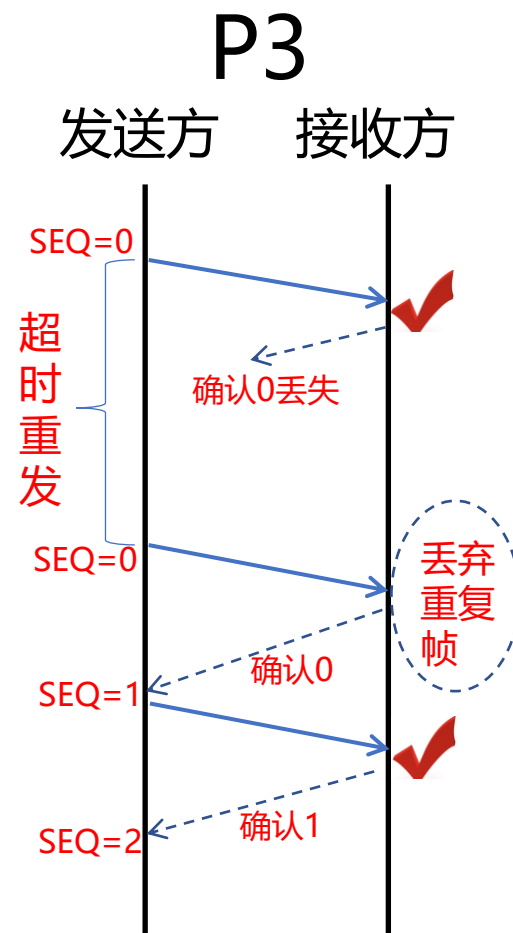 P3
发送方
接收方
SEQ=0
超
时
重
发
确认0丢失
SEQ=0
丢弃
重复
帧
确认0
SEQ=1
确认1
SEQ=2